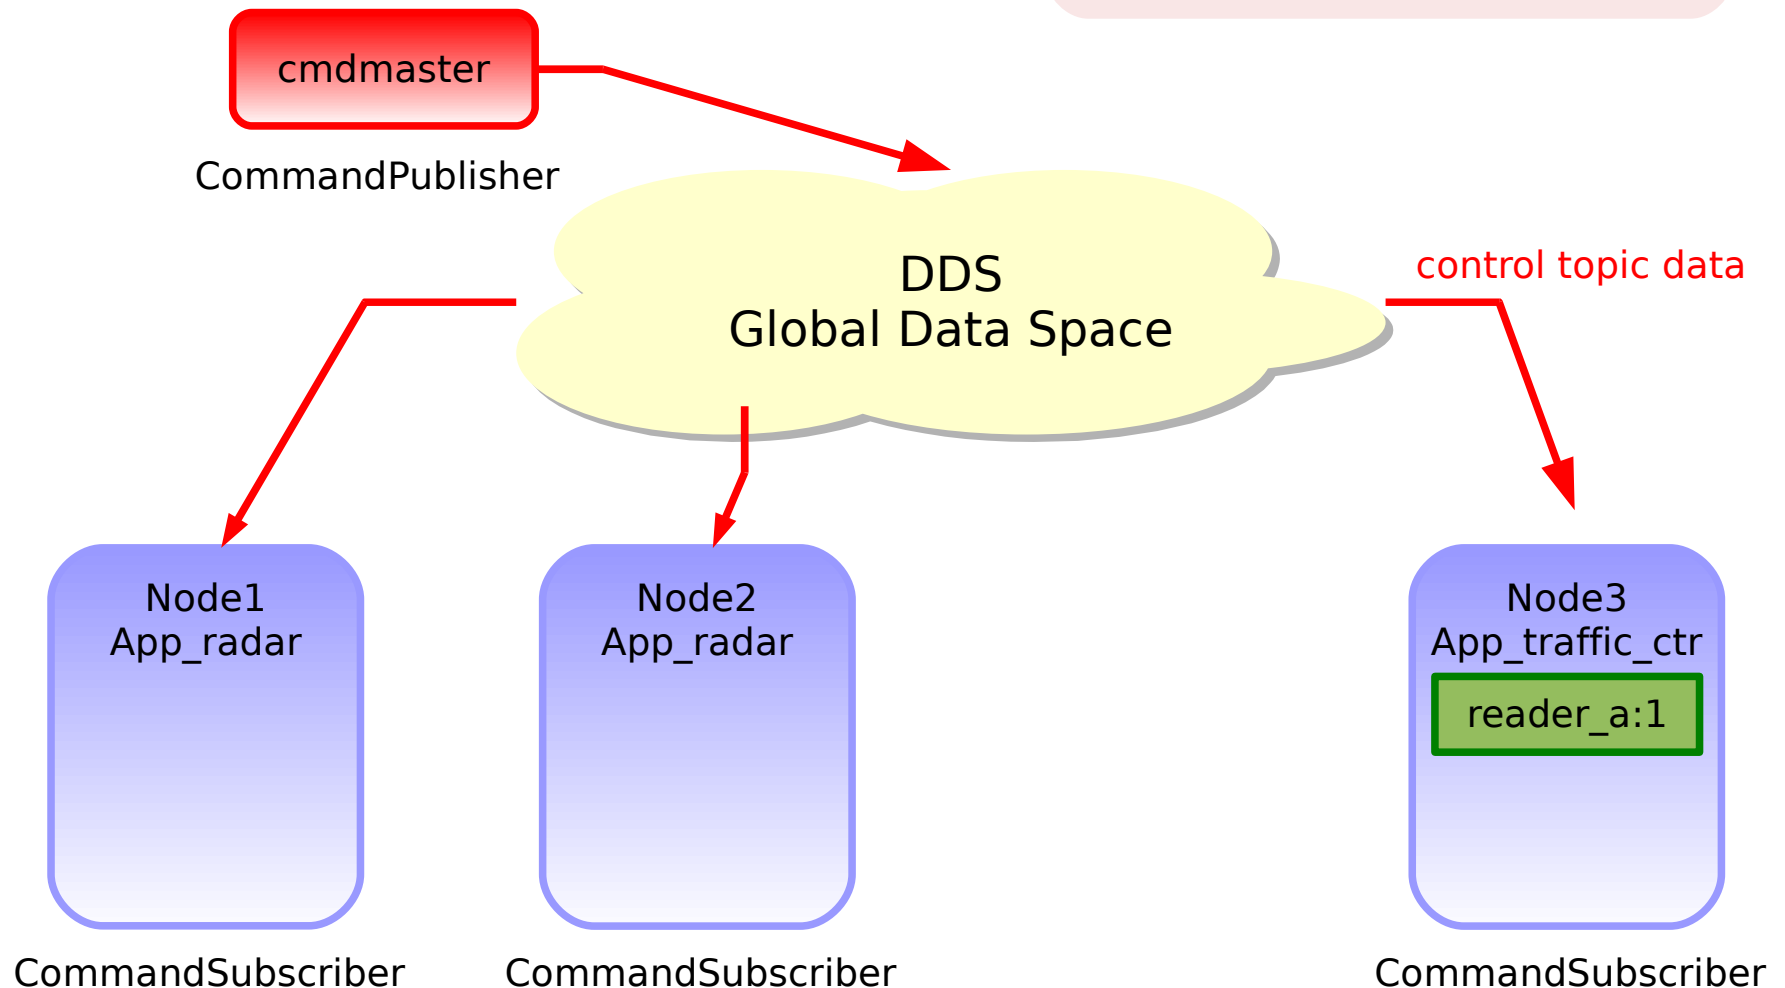 cmdmaster
CommandPublisher
DDS
Global Data Space
control topic data
Node1
App_radar
CommandSubscriber
Node2
App_radar
CommandSubscriber
Node3
App_traffic_ctr
reader_a:1
CommandSubscriber